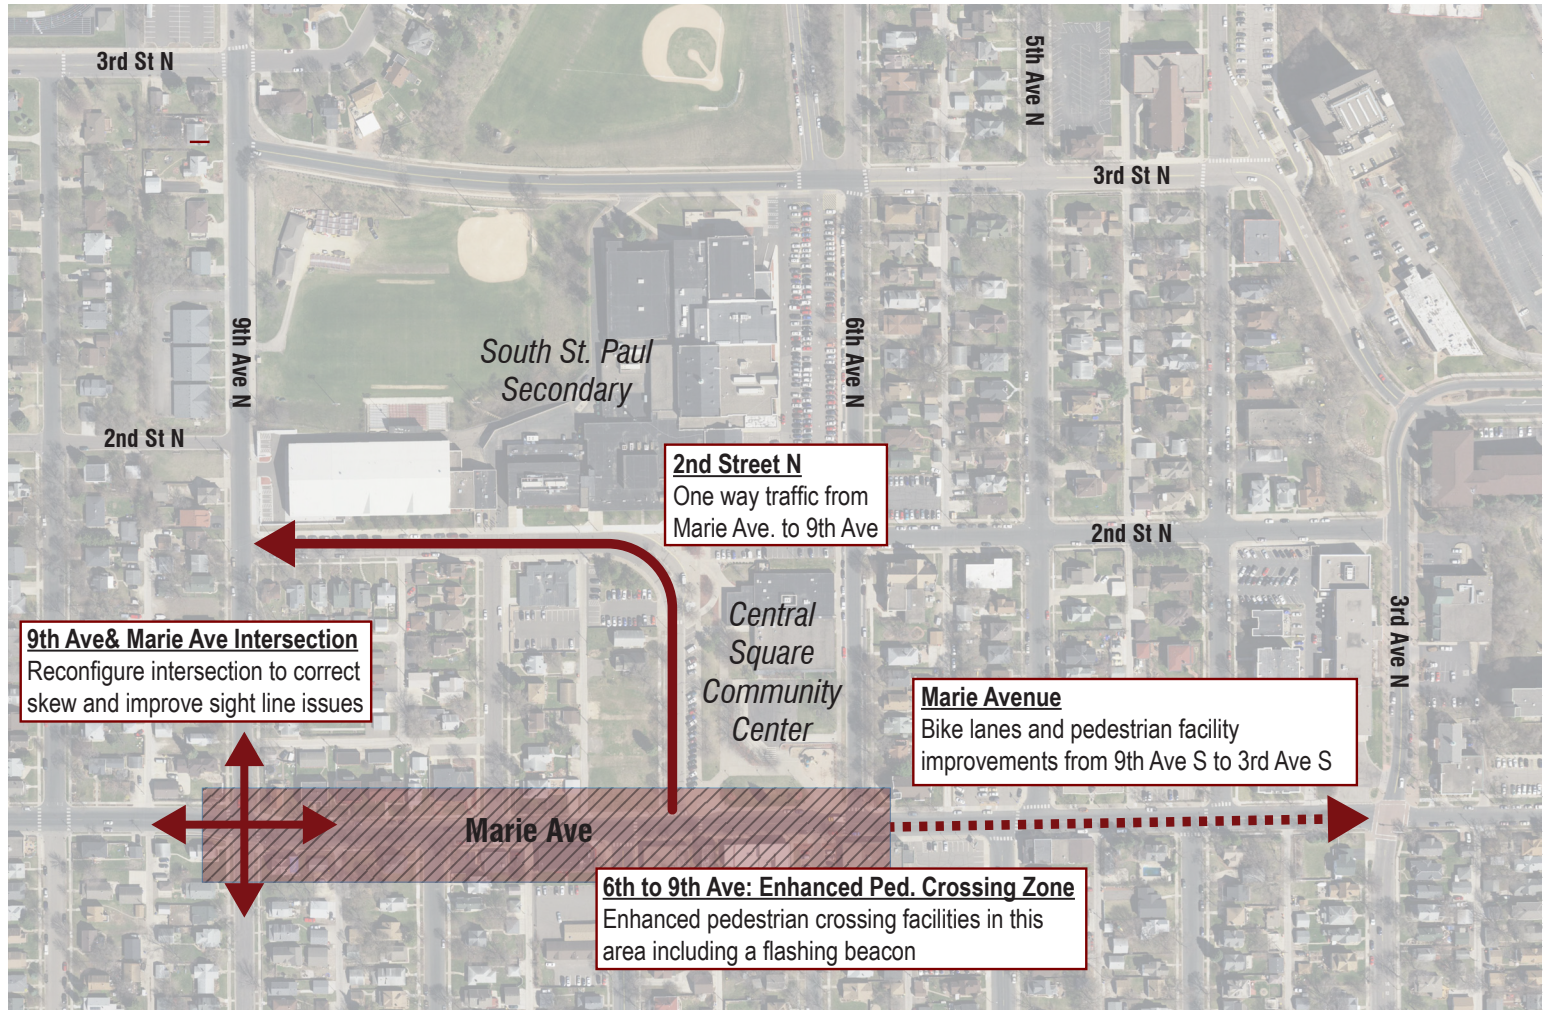 3rd St N
5th Ave N
3rd St N
9th Ave N
6th Ave N
South St. Paul
Secondary
2nd St N
2nd Street N
One way traffic from
Marie Ave. to 9th Ave
2nd St N
Central
Square
Community
Center
3rd Ave N
9th Ave& Marie Ave Intersection
Reconfigure intersection to correct
skew and improve sight line issues
Marie Avenue
Bike lanes and pedestrian facility
improvements from 9th Ave S to 3rd Ave S
Marie Ave
6th to 9th Ave: Enhanced Ped. Crossing Zone
Enhanced pedestrian crossing facilities in this
area including a flashing beacon